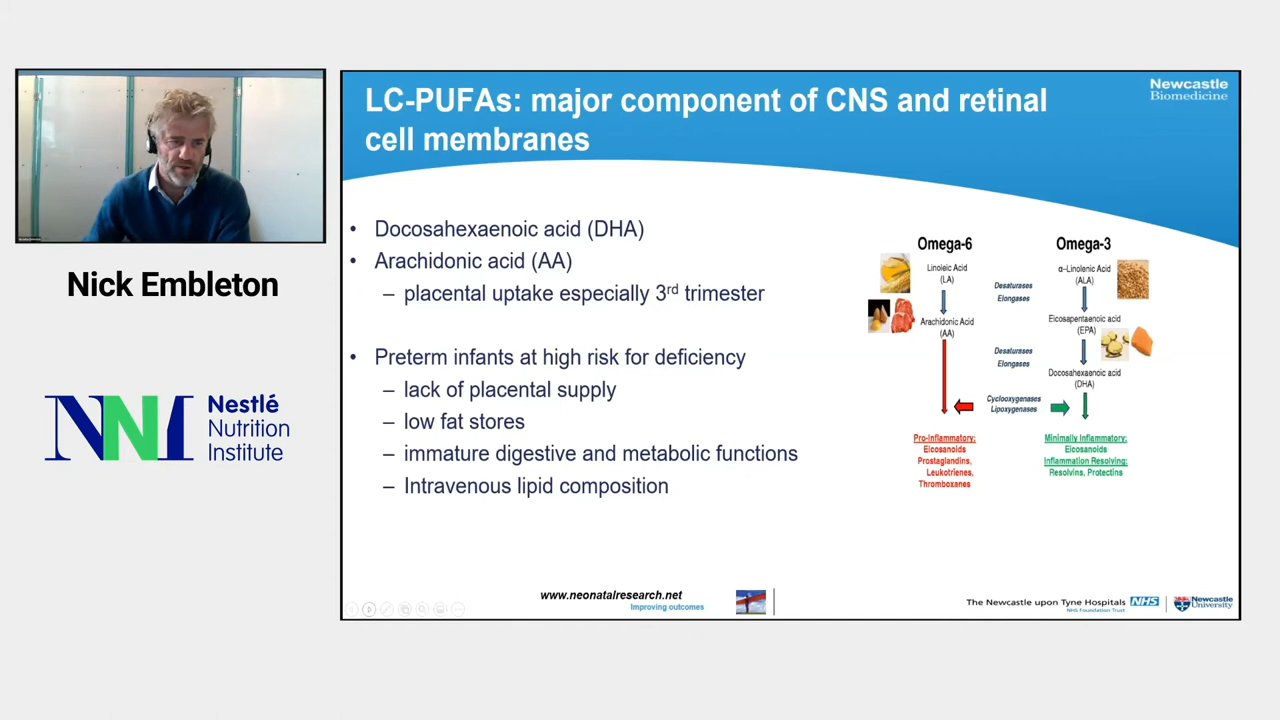 Nick Embleton
NNI
Nestlé
Nutrition
Institute
LC-PUFAs: major component of CNS and retinal
cell membranes
Newcastle
Biomedicine
• Docosahexaenoic acid (DHA)
• Arachidonic acid (AA)
– placental uptake especially 3rd trimester
• Preterm infants at high risk for deficiency
– lack of placental supply
– low fat stores
– immature digestive and metabolic functions
– Intravenous lipid composition
Omega-6
Omega-3
Linoleic Acid
(LA)
Desaturases
Elongases
α-Linolenic Acid
(ALA)
Arachidonic Acid
(AA)
Eicosapentaenoic acid
(EPA)
Desaturases
Elongases
Docosahexaenoic acid
(DHA)
Cyclooxygenases
Lipoxygenases
Pro-Inflammatory:
Eicosanoids
Prostaglandins,
Leukotrienes,
Thromboxanes
Minimally Inflammatory:
Eicosanoids
Inflammation Resolving:
Resolvins, Protectins
www.neonatalresearch.net
Improving outcomes
The Newcastle upon Tyne Hospitals
NHS
NHS Foundation Trust
Newcastle
University